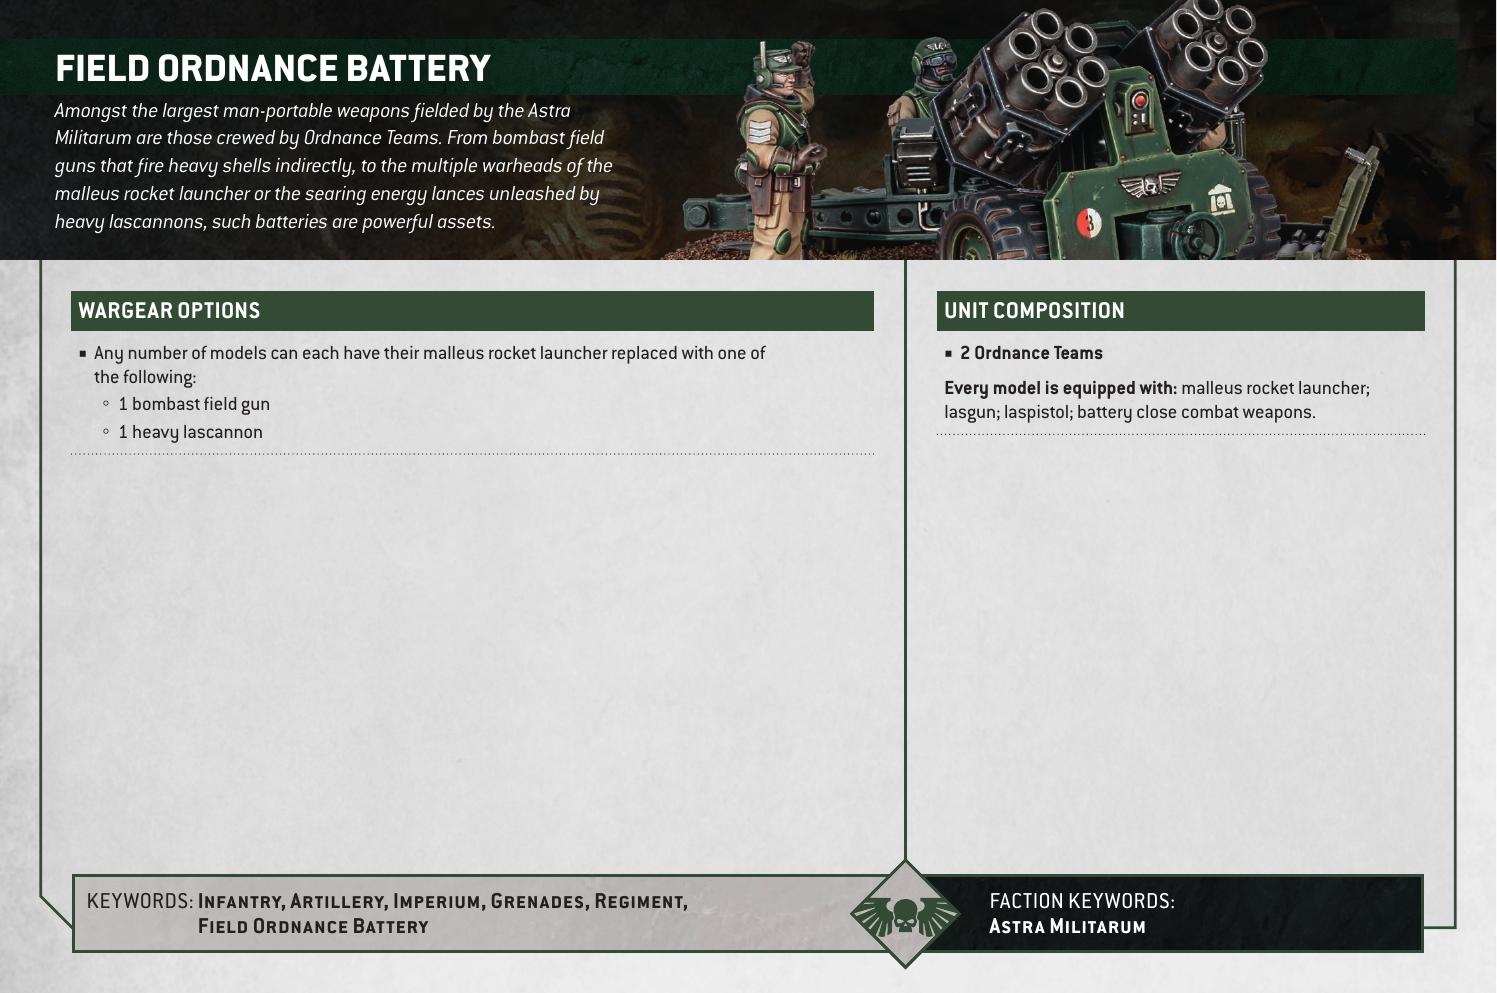 FIELD ORDNANCE BATTERY
Amongst the largest man-portable weapons fielded by the Astra
Militarum are those crewed by Ordnance Teams. From bombast field
guns that fire heavy shells indirectly, to the multiple warheads of the
malleus rocket launcher or the searing energy lances unleashed by
heavy lascannons, such batteries are powerful assets.
WARGEAR OPTIONS
▪ Any number of models can each have their malleus rocket launcher replaced with one of
the following:
◦ 1 bombast field gun
◦ 1 heavy lascannon
UNIT COMPOSITION
▪ 2 Ordnance Teams
Every model is equipped with: malleus rocket launcher;
lasgun; laspistol; battery close combat weapons.
KEYWORDS: Infantry, Artillery, Imperium, Grenades, Regiment,
Field Ordnance Battery
FACTION KEYWORDS:
Astra Militarum
3